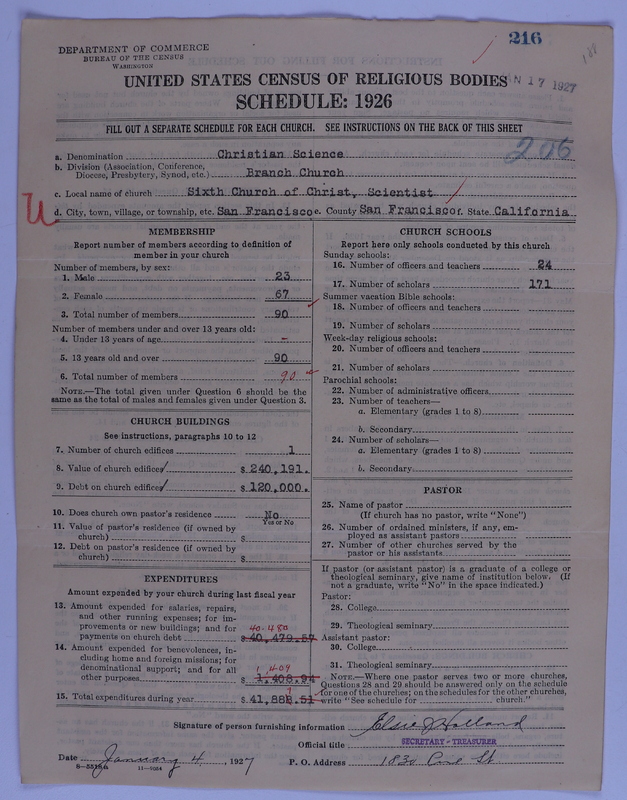 216
188
DEPARTMENT OF COMMERCE
BUREAU OF THE CENSUS
WASHINGTON
UNITED STATES CENSUS OF RELIGIOUS BODIES
N 17 1927
SCHEDULE: 1926
FILL OUT A SEPARATE SCHEDULE FOR EACH CHURCH. SEE INSTRUCTIONS ON THE BACK OF THIS SHEET
206
a. Denomination Christian Science
b. Division (Association, Conference,
Diocese, Presbytery, Synod, etc.) Branch Church
c. Local name of church Sixth Church of Christ, Scientist
U
d. City, town, village, or township, etc. San Francisco e. County San Francisco f. State California
MEMBERSHIP
Report number of members according to definition of
member in your church
Number of members, by sex:
1. Male 23
2. Female 67
3. Total number of members 90
Number of members under and over 13 years old:
4. Under 13 years of age -
5. 13 years old and over 90
6. Total number of members 90
NOTE.—The total given under Question 6 should be
same as the total of males and females given under Question 3.
CHURCH BUILDINGS
See instructions, paragraphs 10 to 12
7. Number of church edifices 1
8. Value of church edifices $240,191.
9. Debt on church edifices $120,000.
10. Does church own pastor's residence No
Yes or No
11. Value of pastor's residence (if owned by
church) $
12. Debt on pastor's residence (if owned by
church) $
EXPENDITURES
Amount expended by your church during last fiscal year
13. Amount expended for salaries, repairs,
and other running expenses; for im-
provements or new buildings; and for 40.480
payments on church debt $40,479.57
14. Amount expended for benevolences, in-
cluding home and foreign missions; for
denominational support; and for all 1 409
other purposes $ 1,408.94
15. Total expenditures during year $41,888.51
9
CHURCH SCHOOLS
Report here only schools conducted by this church
Sunday schools:
16. Number of officers and teachers 24
17. Number of scholars 171
Summer vacation Bible schools:
18. Number of officers and teachers
19. Number of scholars
Week-day religious schools:
20. Number of officers and teachers
21. Number of scholars
Parochial schools:
22. Number of administrative officers
23. Number of teachers—
a. Elementary (grades 1 to 8)
b. Secondary
24. Number of scholars—
a. Elementary (grades 1 to 8)
b. Secondary
PASTOR
25. Name of pastor
(If church has no pastor, write "None")
26. Number of ordained ministers, if any, em-
ployed as assistant pastors
27. Number of other churches served by the
pastor or his assistants
If pastor (or assistant pastor) is a graduate of a college or
theological seminary, give name of institution below. (If
not a graduate, write "No" in the space indicated.)
Pastor:
28. College
29. Theological seminary
Assistant pastor:
30. College
31. Theological seminary
NOTE.—Where one pastor serves two or more churches,
Questions 28 and 29 should be answered only on the schedule
for one of the churches; on the schedules for the other churches,
write "See schedule for church."
Signature of person furnishing information Elsie J Holland
Official title SECRETARY - TREASURER
Date January 4, 1927 P. O. Address 1830 Pine St
8-5518a 11-9024